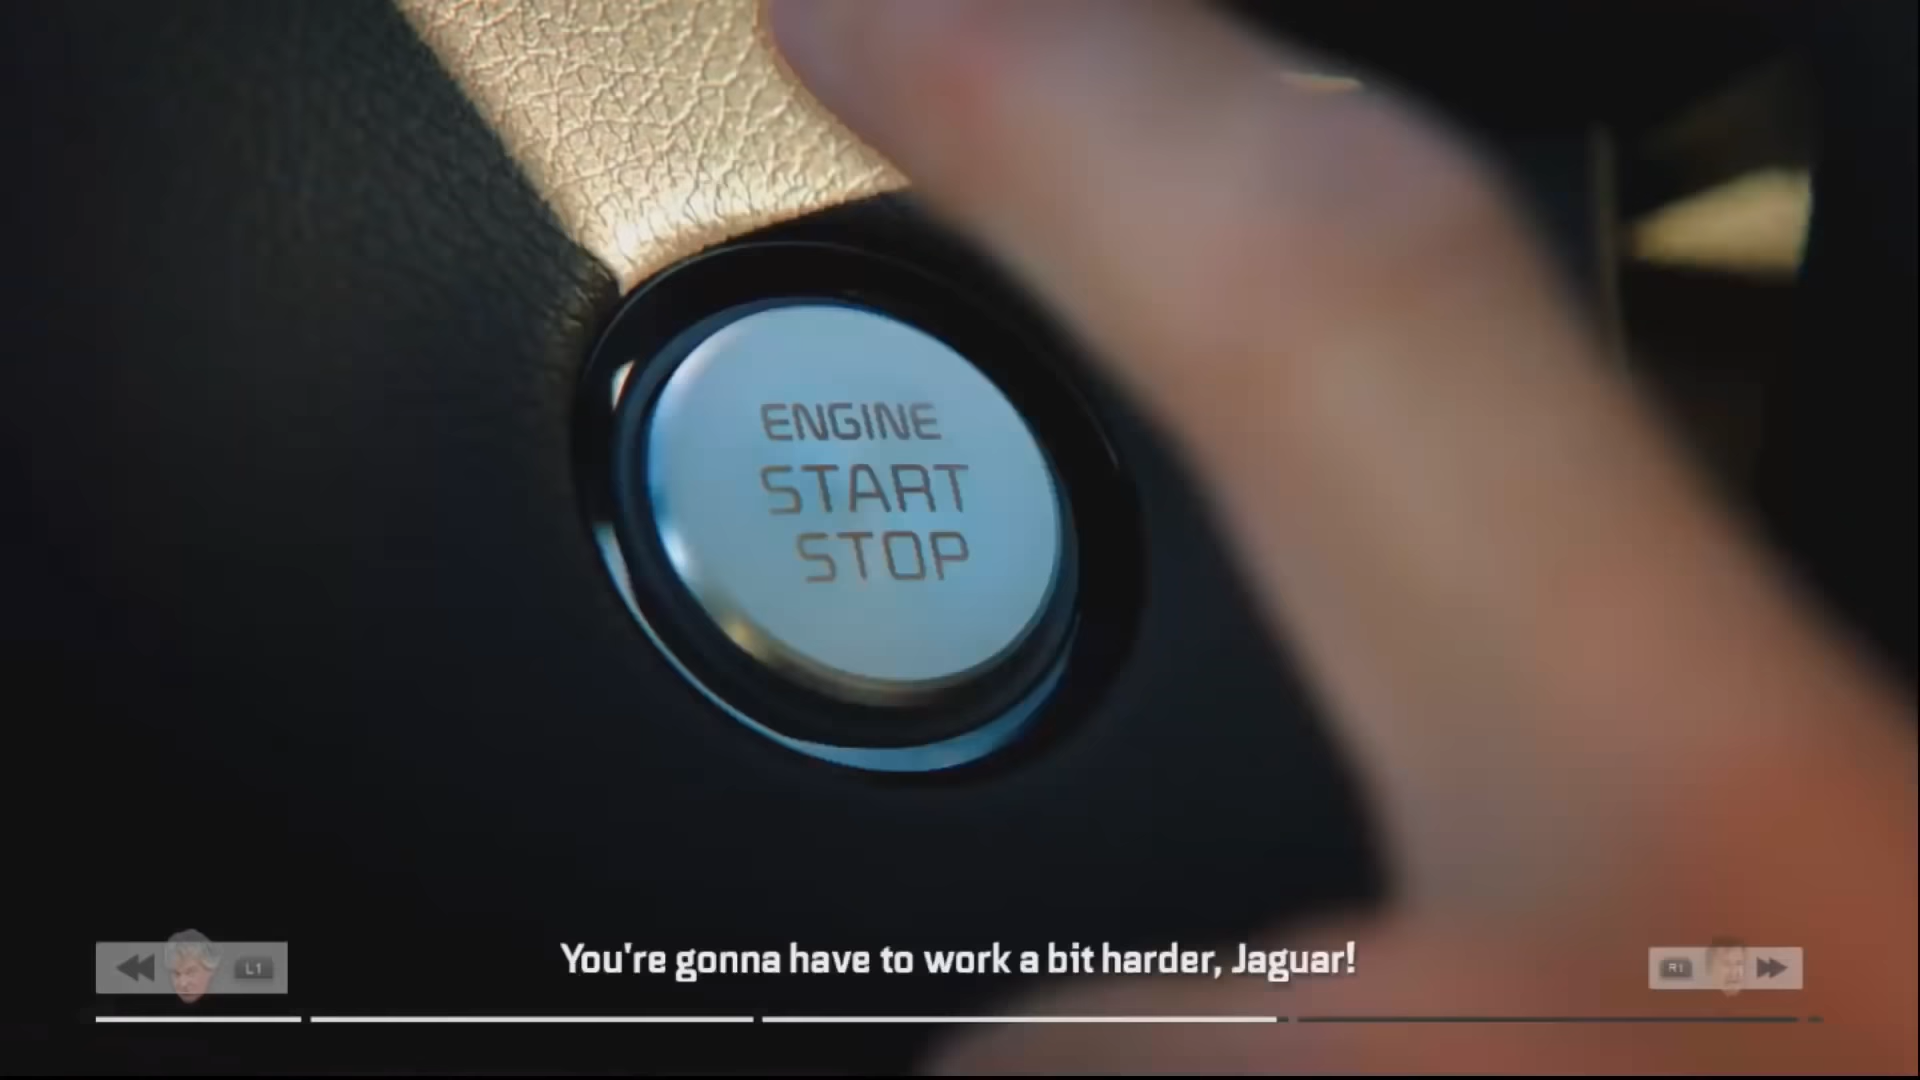 ENGINE
START
STOP
L1
You're gonna have to work a bit harder, Jaguar!
R1